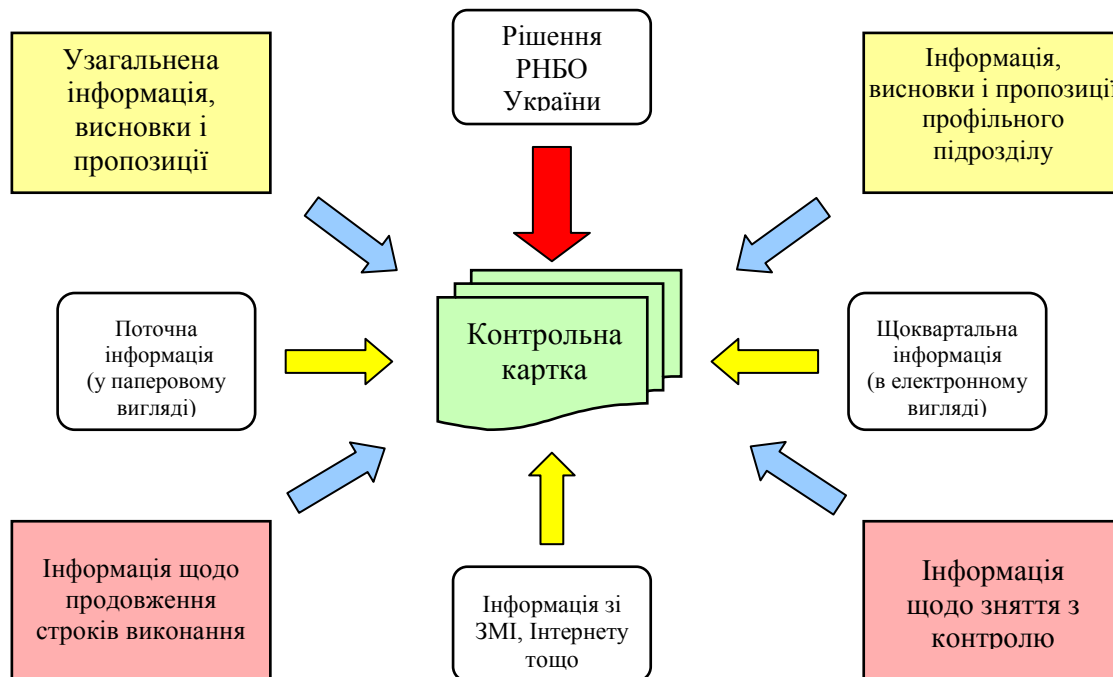 Узагальнена
інформація,
висновки і
пропозиції
Рішення
РНБО
України
Інформація,
висновки і пропозиції
профільного
підрозділу
Поточна
інформація
(у паперовому
вигляді)
Контрольна
картка
Щоквартальна
інформація
(в електронному
вигляді)
Інформація щодо
продовження
строків виконання
Інформація зі
ЗМІ, Інтернету
тощо
Інформація
щодо зняття з
контролю